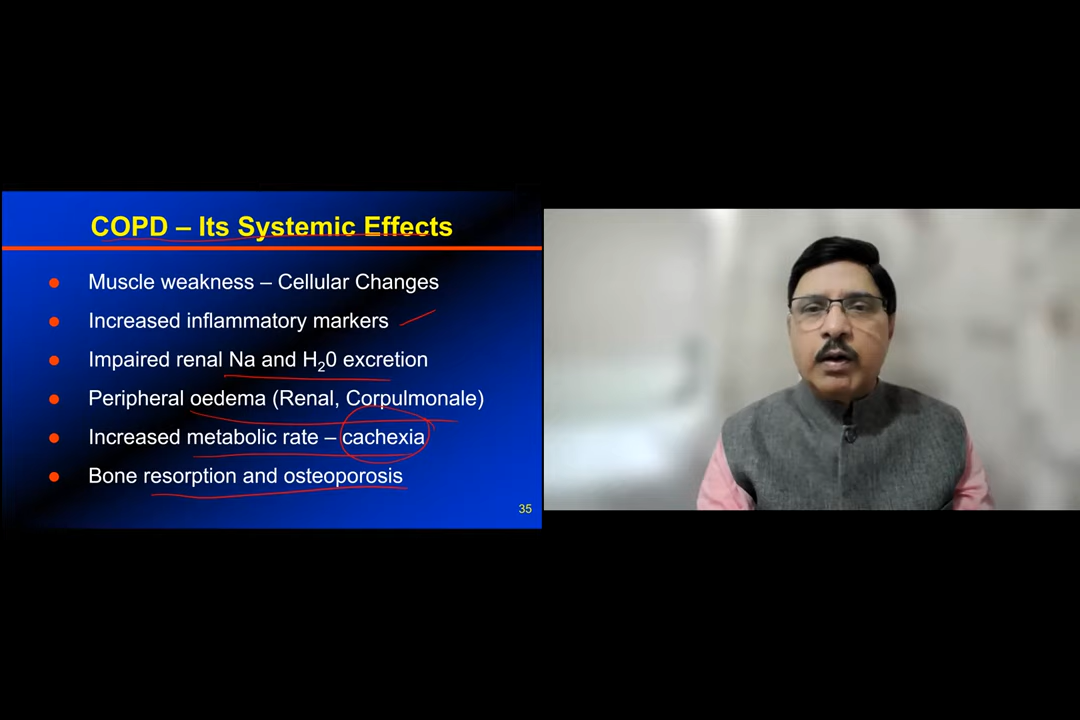 COPD – Its Systemic Effects
Muscle weakness – Cellular Changes
Increased inflammatory markers
Impaired renal Na and H₂0 excretion
Peripheral oedema (Renal, Corpulmonale)
Increased metabolic rate – cachexia
Bone resorption and osteoporosis
35